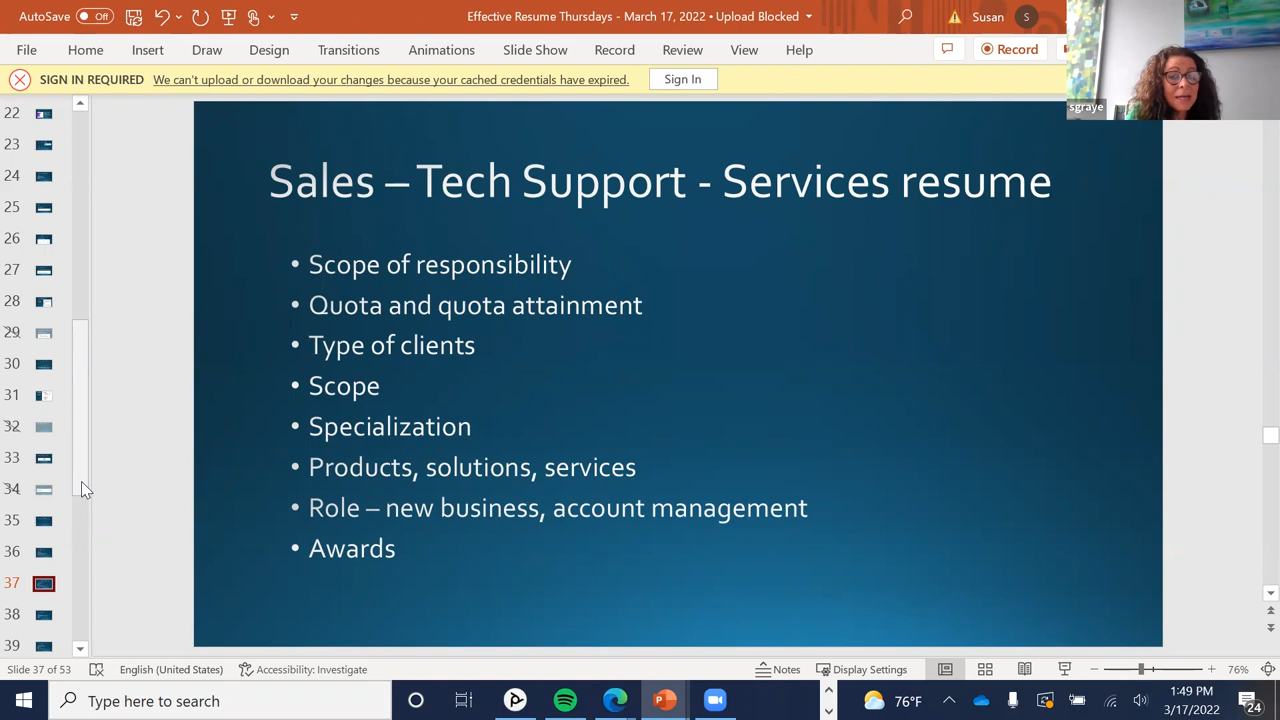 AutoSave Off Effective Resume Thursdays - March 17, 2022 • Upload Blocked Susan S
File Home Insert Draw Design Transitions Animations Slide Show Record Review View Help Record
SIGN IN REQUIRED We can't upload or download your changes because your cached credentials have expired. Sign In
sgraye
22
23
24
25
26
27
28
29
30
31
32
33
34
35
36
37
38
39
Sales – Tech Support - Services resume
• Scope of responsibility
• Quota and quota attainment
• Type of clients
• Scope
• Specialization
• Products, solutions, services
• Role – new business, account management
• Awards
Slide 37 of 53 English (United States) Accessibility: Investigate Notes Display Settings 76%
Type here to search 76°F 1:49 PM
3/17/2022 24